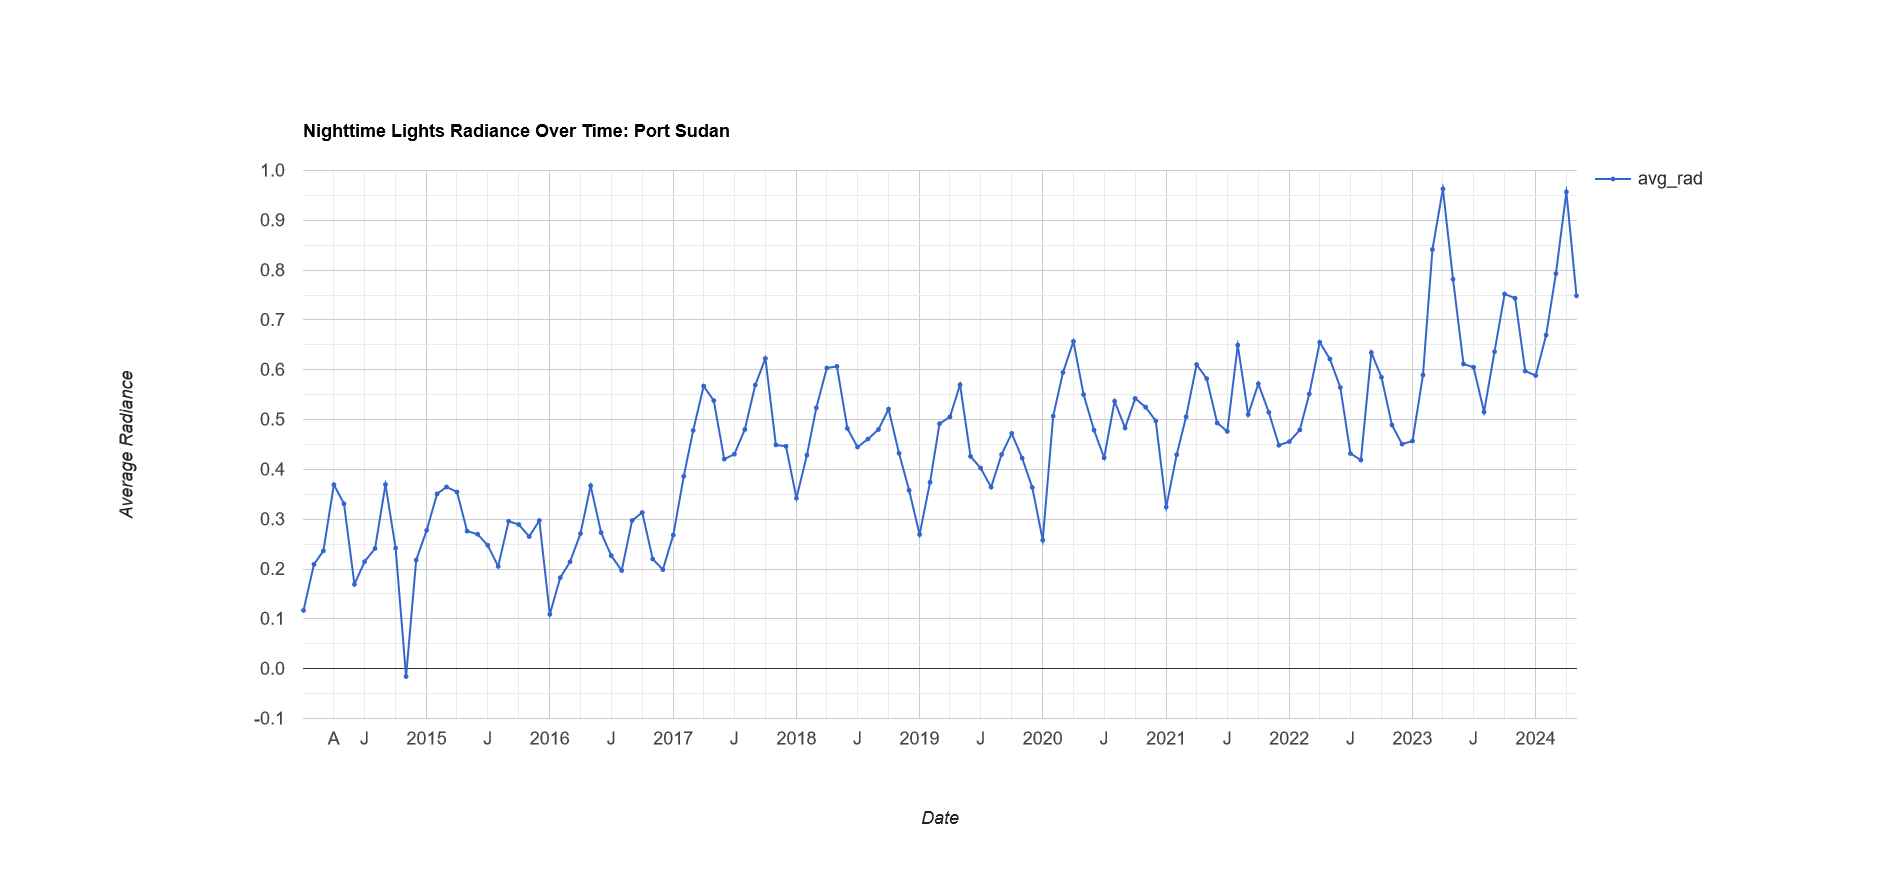 Nighttime Lights Radiance Over Time: Port Sudan
avg_rad
1.0
0.9
0.8
0.7
0.6
0.5
0.4
0.3
0.2
0.1
0.0
-0.1
Average Radiance
A J 2015 J 2016 J 2017 J 2018 J 2019 J 2020 J 2021 J 2022 J 2023 J 2024
Date